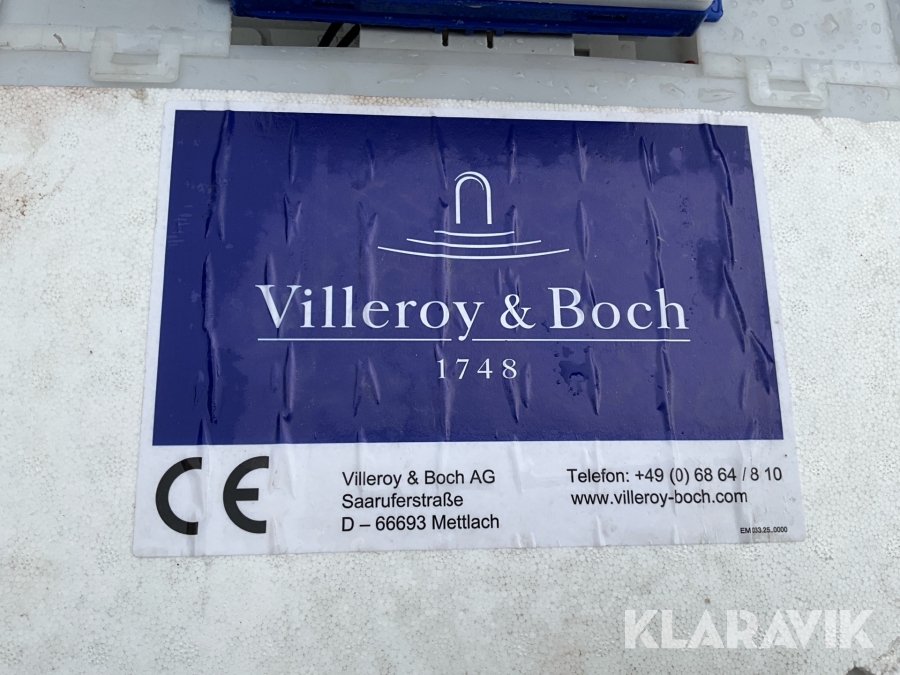 Villeroy & Boch
1748
CE
Villeroy & Boch AG
Saaruferstraße
D – 66693 Mettlach
Telefon: +49 (0) 68 64 / 8 10
www.villeroy-boch.com
EM 033-25..0000
KLARAVIK